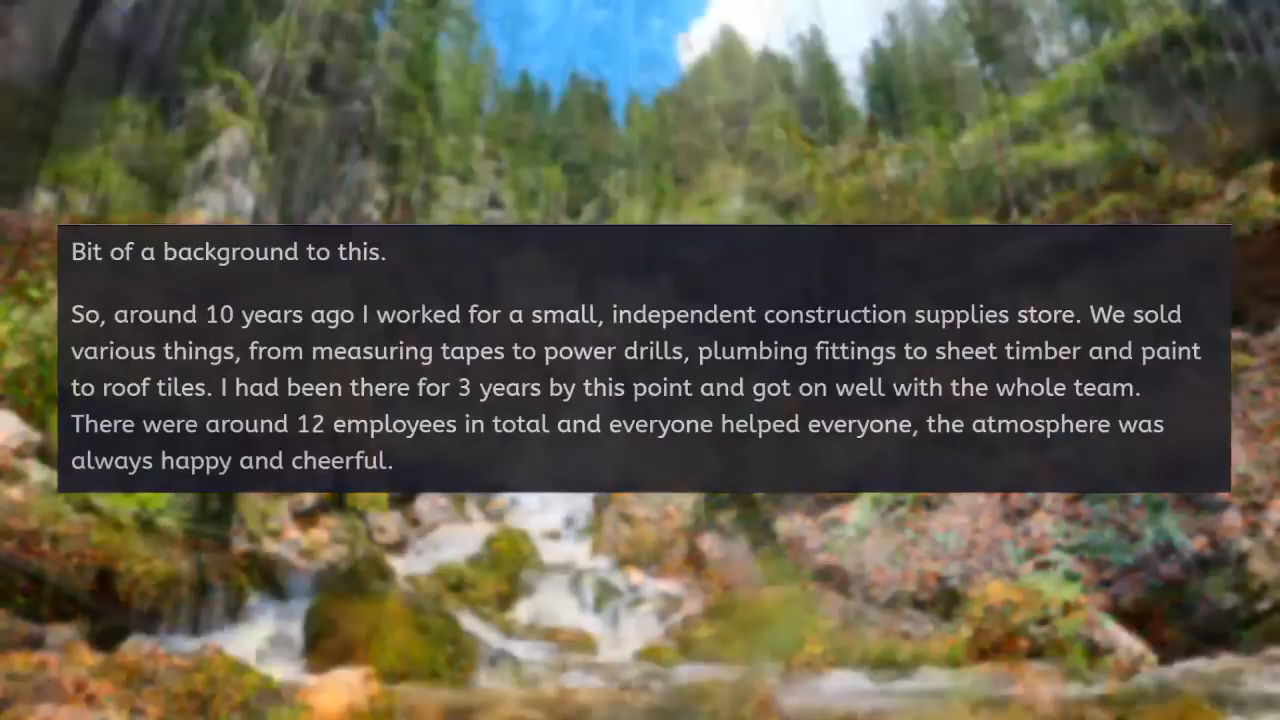 Bit of a background to this.
So, around 10 years ago I worked for a small, independent construction supplies store. We sold
various things, from measuring tapes to power drills, plumbing fittings to sheet timber and paint
to roof tiles. I had been there for 3 years by this point and got on well with the whole team.
There were around 12 employees in total and everyone helped everyone, the atmosphere was
always happy and cheerful.